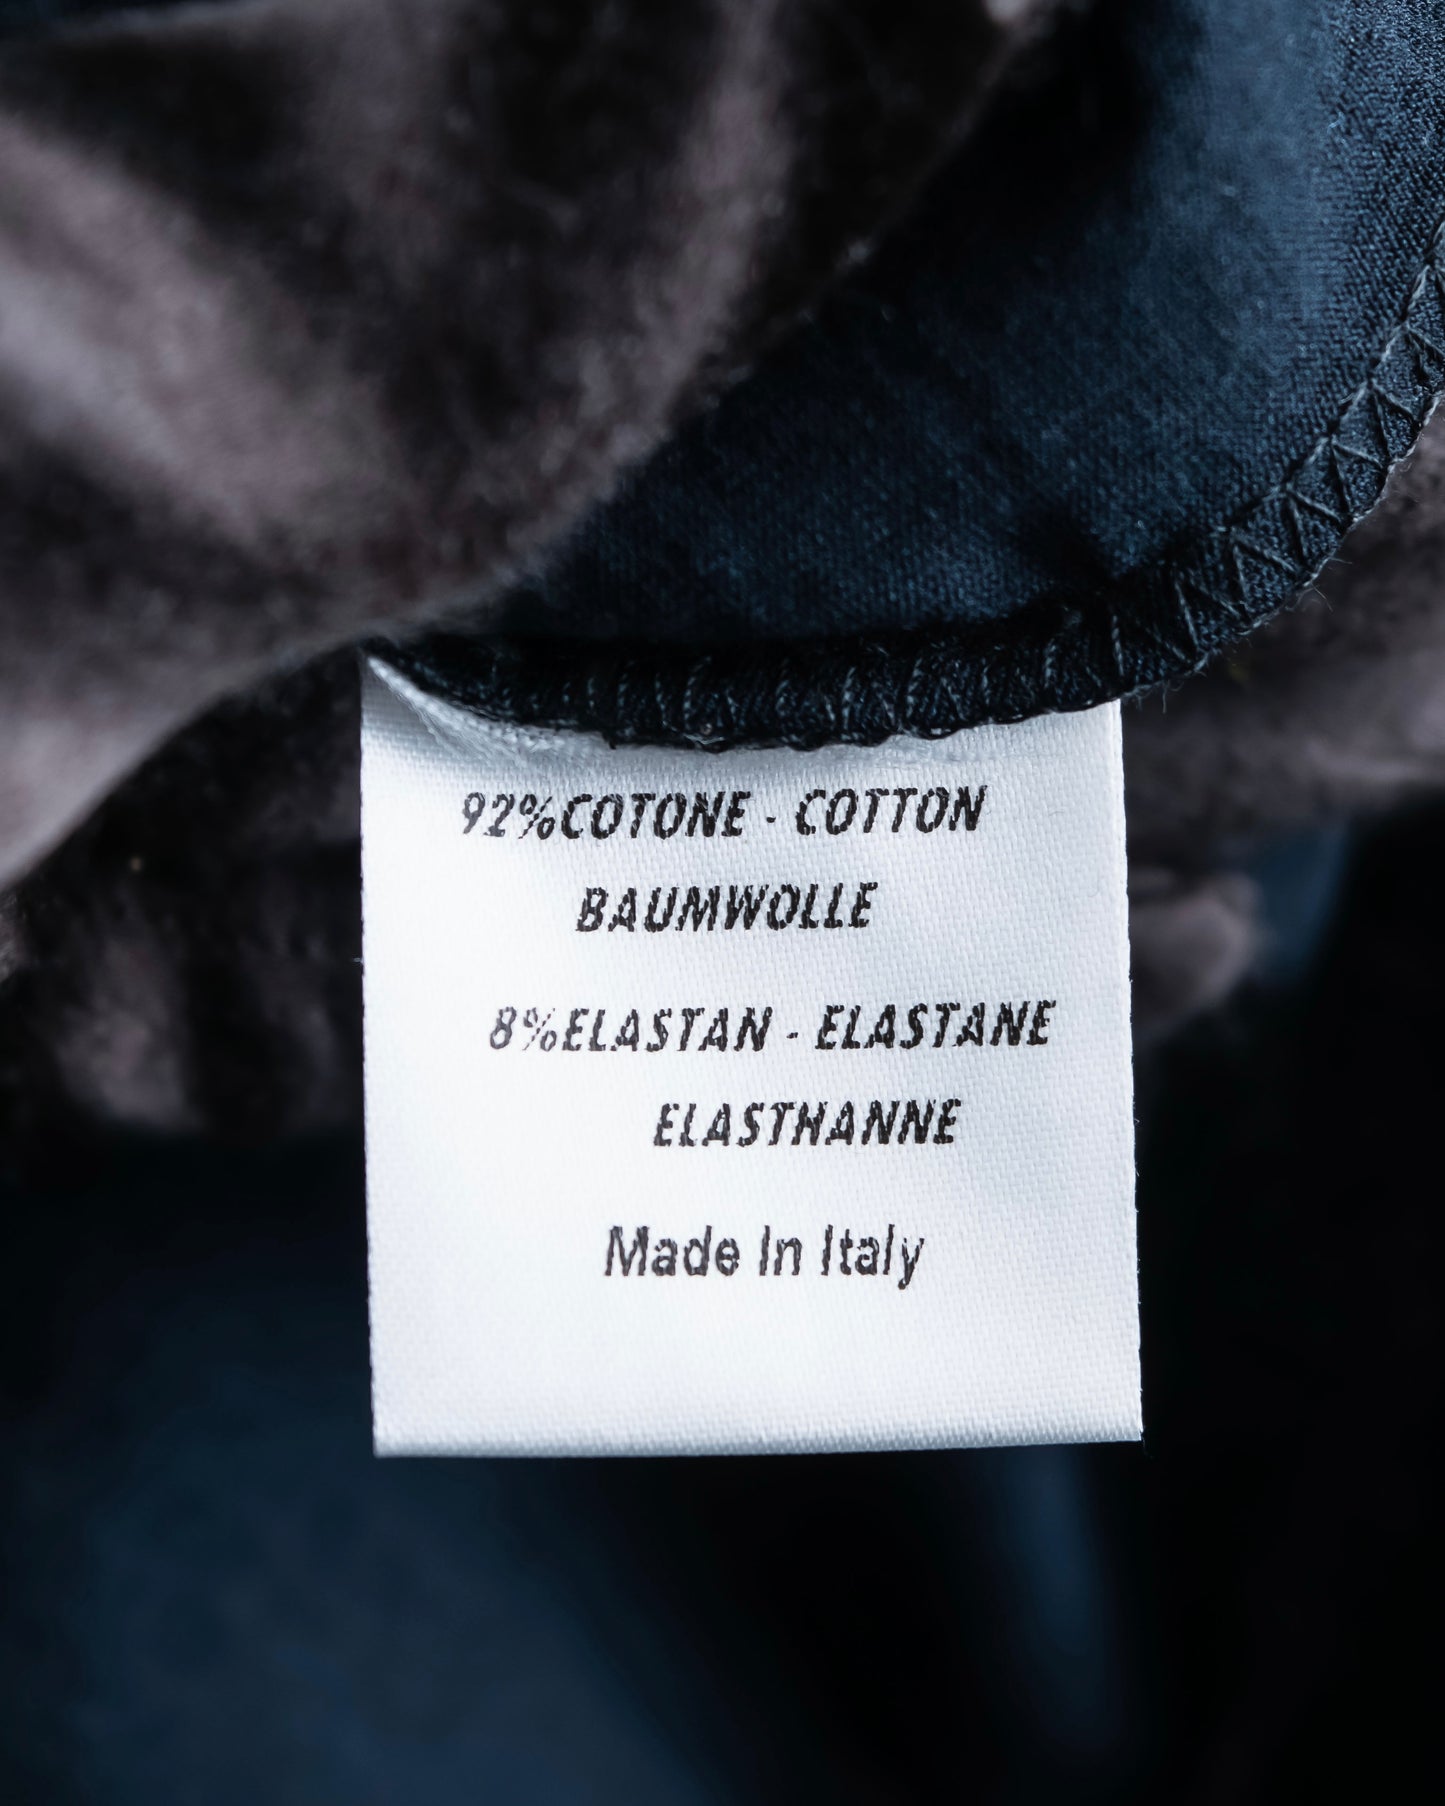 92%COTONE - COTTON
BAUMWOLLE
8%ELASTAN - ELASTANE
ELASTHANNE
Made In Italy